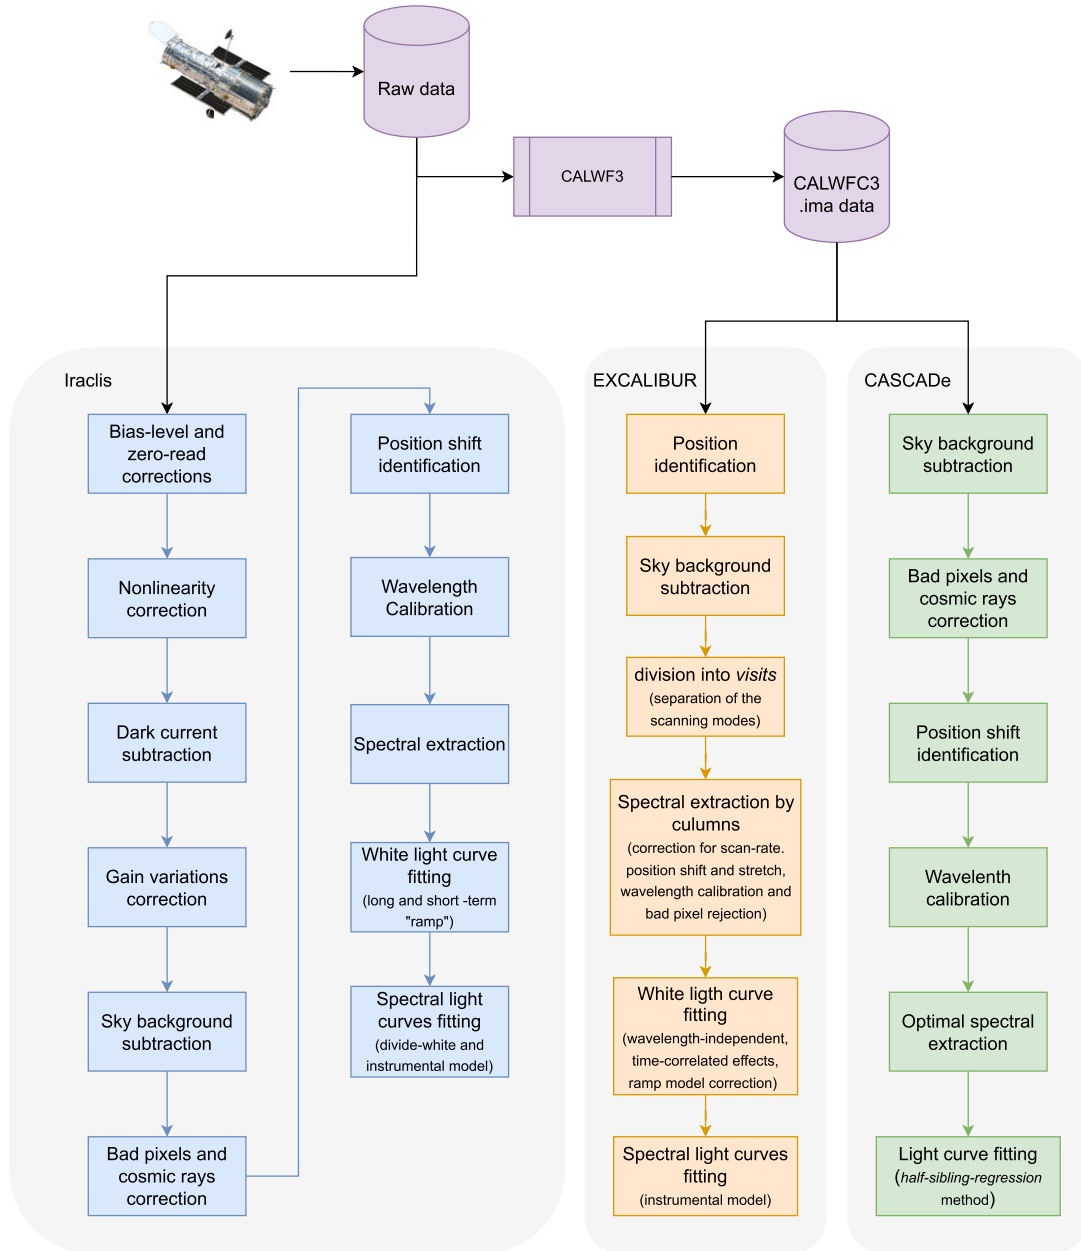 Raw data
CALWF3
CALWFC3
.ima data
Iraclis
Bias-level and
zero-read
corrections
Nonlinearity
correction
Dark current
subtraction
Gain variations
correction
Sky background
subtraction
Bad pixels and
cosmic rays
correction
Position shift
identification
Wavelength
Calibration
Spectral extraction
White light curve
fitting
(long and short -term
"ramp")
Spectral light
curves fitting
(divide-white and
instrumental model)
EXCALIBUR
Position
identification
Sky background
subtraction
division into visits
(separation of the
scanning modes)
Spectral extraction by
culumns
(correction for scan-rate.
position shift and stretch,
wavelength calibration and
bad pixel rejection)
White ligth curve
fitting
(wavelength-independent,
time-correlated effects,
ramp model correction)
Spectral light curves
fitting
(instrumental model)
CASCADe
Sky background
subtraction
Bad pixels and
cosmic rays
correction
Position shift
identification
Wavelenth
calibration
Optimal spectral
extraction
Light curve fitting
(half-sibling-regression
method)